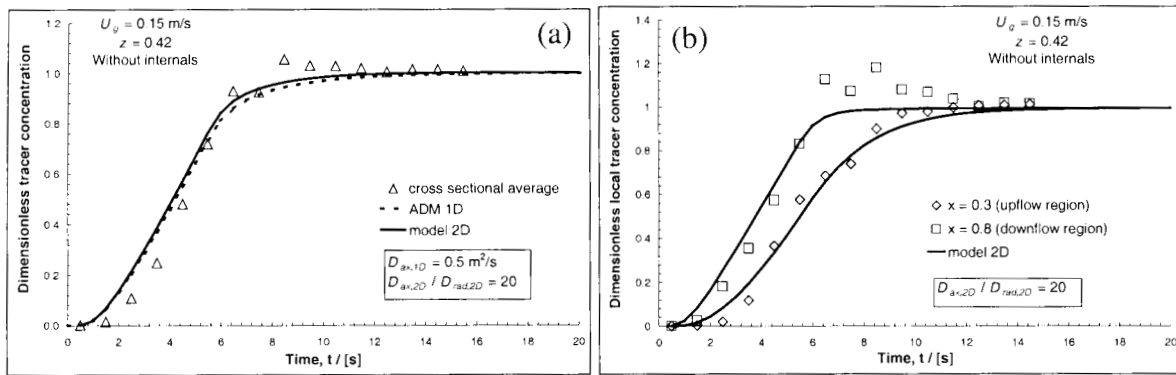 (a)
U_g = 0.15 m/s
z = 0.42
Without internals
Dimensionless tracer concentration
1.2
1.0
0.8
0.6
0.4
0.2
0.0
△ cross sectional average
ADM 1D
model 2D
D_ax,1D = 0.5 m²/s
D_ax,2D / D_rad,2D = 20
0 2 4 6 8 10 12 14 16 18 20
Time, t / [s]
(b)
U_g = 0.15 m/s
z = 0.42
Without internals
Dimensionless local tracer concentration
1.4
1.2
1
0.8
0.6
0.4
0.2
0
◇ x = 0.3 (upflow region)
□ x = 0.8 (downflow region)
model 2D
D_ax,2D / D_rad,2D = 20
0 2 4 6 8 10 12 14 16 18 20
Time, t / [s]